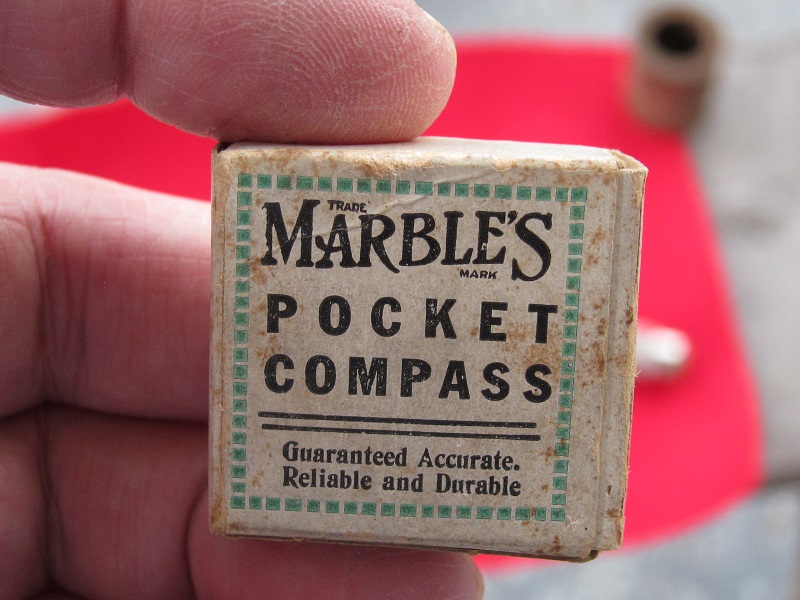 TRADE
MARBLE'S
MARK
POCKET
COMPASS
Guaranteed Accurate.
Reliable and Durable